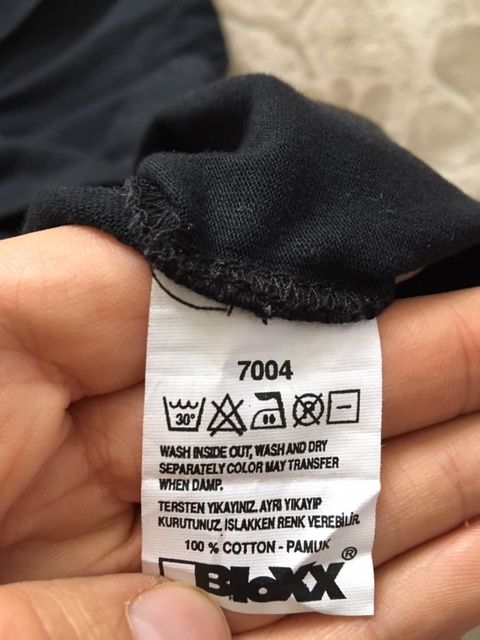 7004
30°
WASH INSIDE OUT, WASH AND DRY
SEPARATELY COLOR MAY TRANSFER
WHEN DAMP.
TERSTEN YIKAYINIZ. AYRI YIKAYIP
KURUTUNUZ, ISLAKKEN RENK VEREBİLİR.
100 % COTTON - PAMUK
BloXX ®